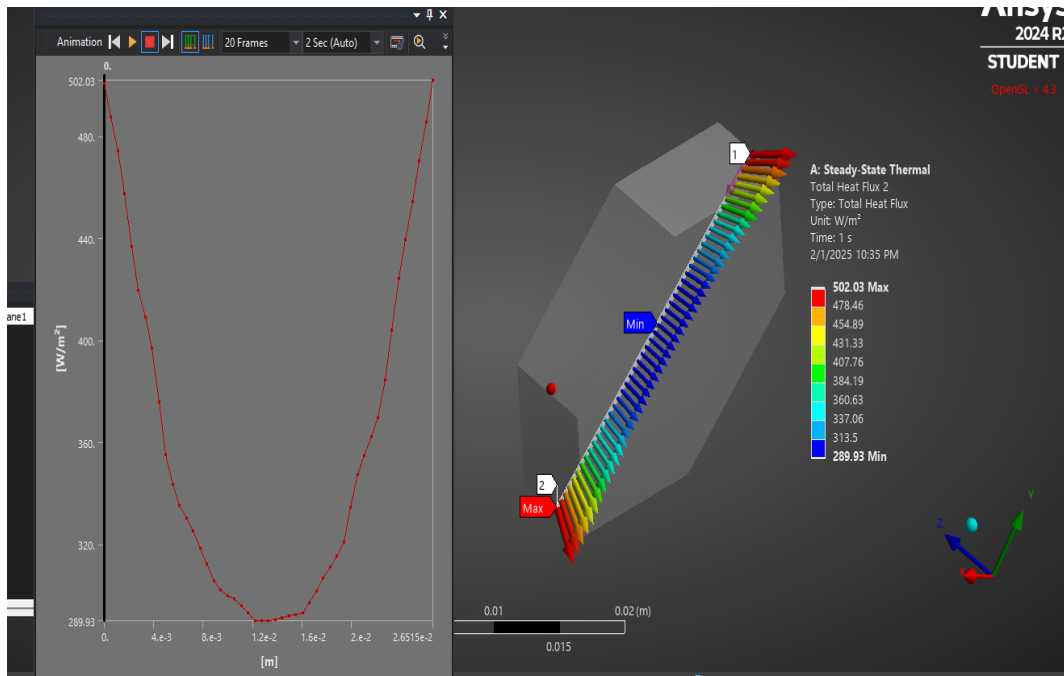 Ansys
2024 R2
STUDENT
OpenGL < 4.3
Animation
20 Frames
2 Sec (Auto)
0.
502.03
480.
440.
400.
360.
320.
289.93
[W/m²]
0.
4.e-3
8.e-3
1.2e-2
1.6e-2
2.e-2
2.6515e-2
[m]
ane1
1
Min
2
Max
A: Steady-State Thermal
Total Heat Flux 2
Type: Total Heat Flux
Unit: W/m²
Time: 1 s
2/1/2025 10:35 PM
502.03 Max
478.46
454.89
431.33
407.76
384.19
360.63
337.06
313.5
289.93 Min
Y
Z
X
0.01
0.02 (m)
0.015